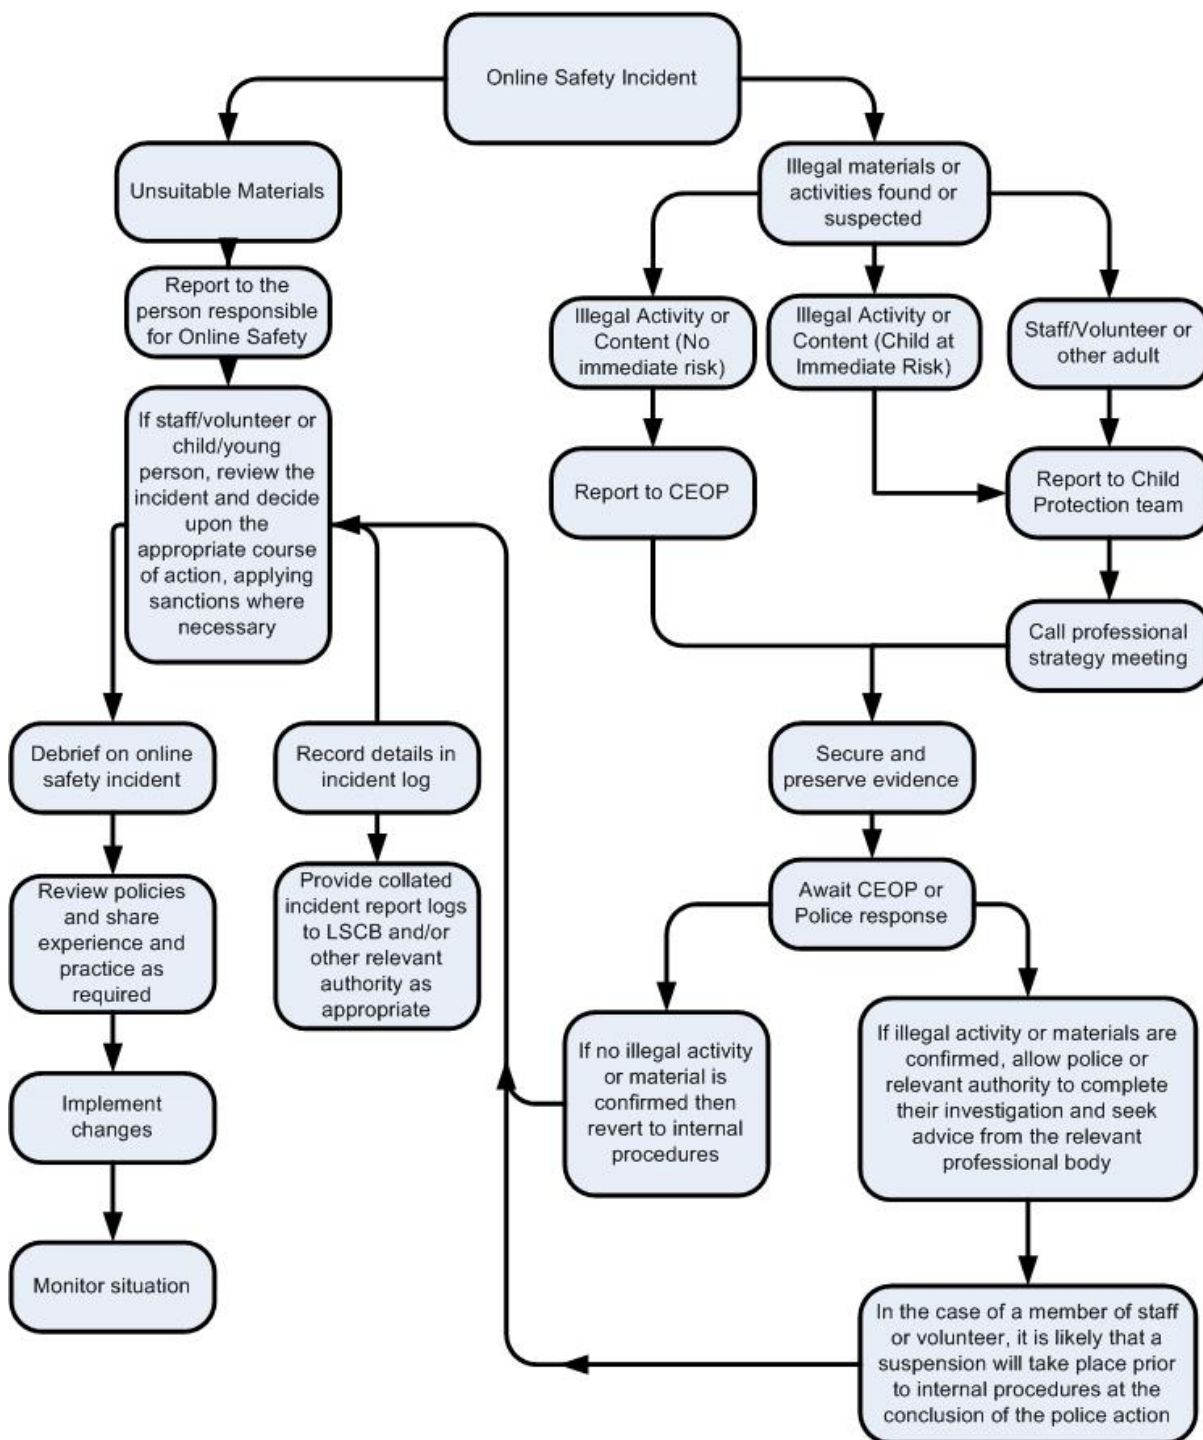 Online Safety Incident
Unsuitable Materials
Report to the
person responsible
for Online Safety
If staff/volunteer or
child/young
person, review the
incident and decide
upon the
appropriate course
of action, applying
sanctions where
necessary
Debrief on online
safety incident
Review policies
and share
experience and
practice as
required
Implement
changes
Monitor situation
Record details in
incident log
Provide collated
incident report logs
to LSCB and/or
other relevant
authority as
appropriate
Illegal materials or
activities found or
suspected
Illegal Activity or
Content (No
immediate risk)
Illegal Activity or
Content (Child at
Immediate Risk)
Staff/Volunteer or
other adult
Report to CEOP
Report to Child
Protection team
Call professional
strategy meeting
Secure and
preserve evidence
Await CEOP or
Police response
If no illegal activity
or material is
confirmed then
revert to internal
procedures
If illegal activity or materials are
confirmed, allow police or
relevant authority to complete
their investigation and seek
advice from the relevant
professional body
In the case of a member of staff
or volunteer, it is likely that a
suspension will take place prior
to internal procedures at the
conclusion of the police action